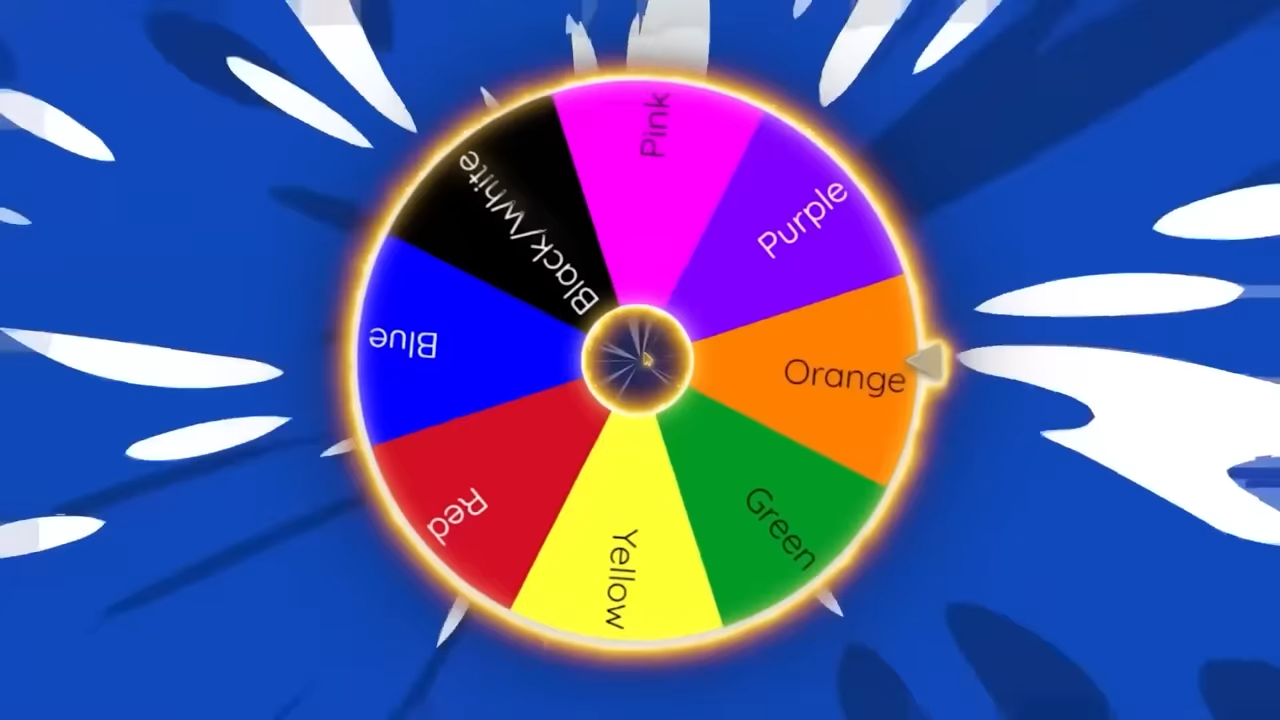 Pink
Purple
Orange
Green
Yellow
Red
Blue
Black/White